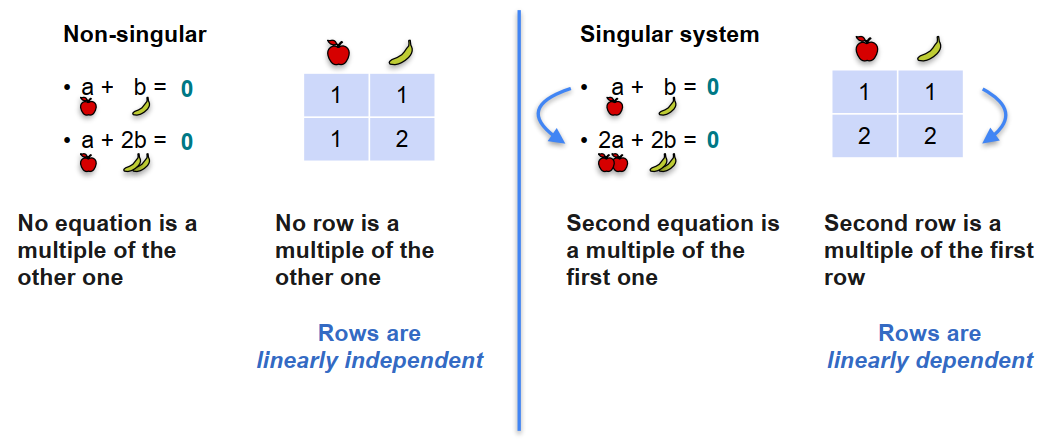 Non-singular
• a + b = 0
• a + 2b = 0
1 1
1 2
No equation is a
multiple of the
other one
No row is a
multiple of the
other one
Rows are
linearly independent
Singular system
• a + b = 0
• 2a + 2b = 0
1 1
2 2
Second equation is
a multiple of the
first one
Second row is a
multiple of the first
row
Rows are
linearly dependent